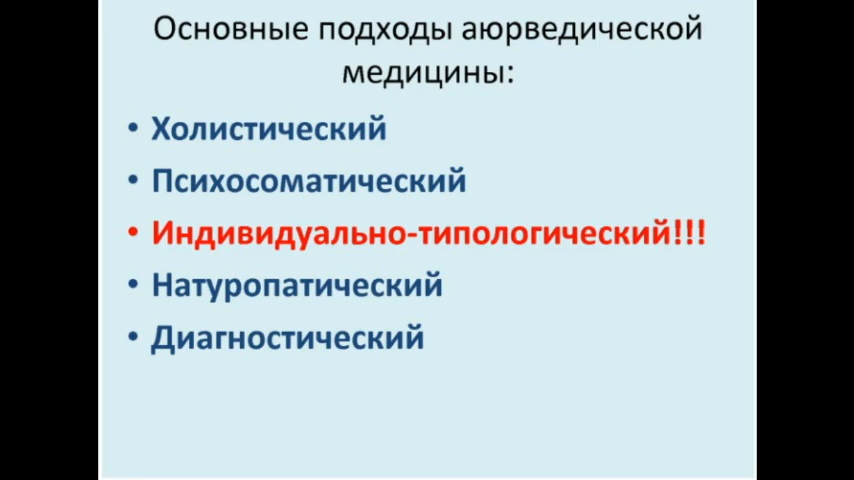 Основные подходы аюрведической
медицины:
• Холистический
• Психосоматический
• Индивидуально-типологический!!!
• Натуропатический
• Диагностический